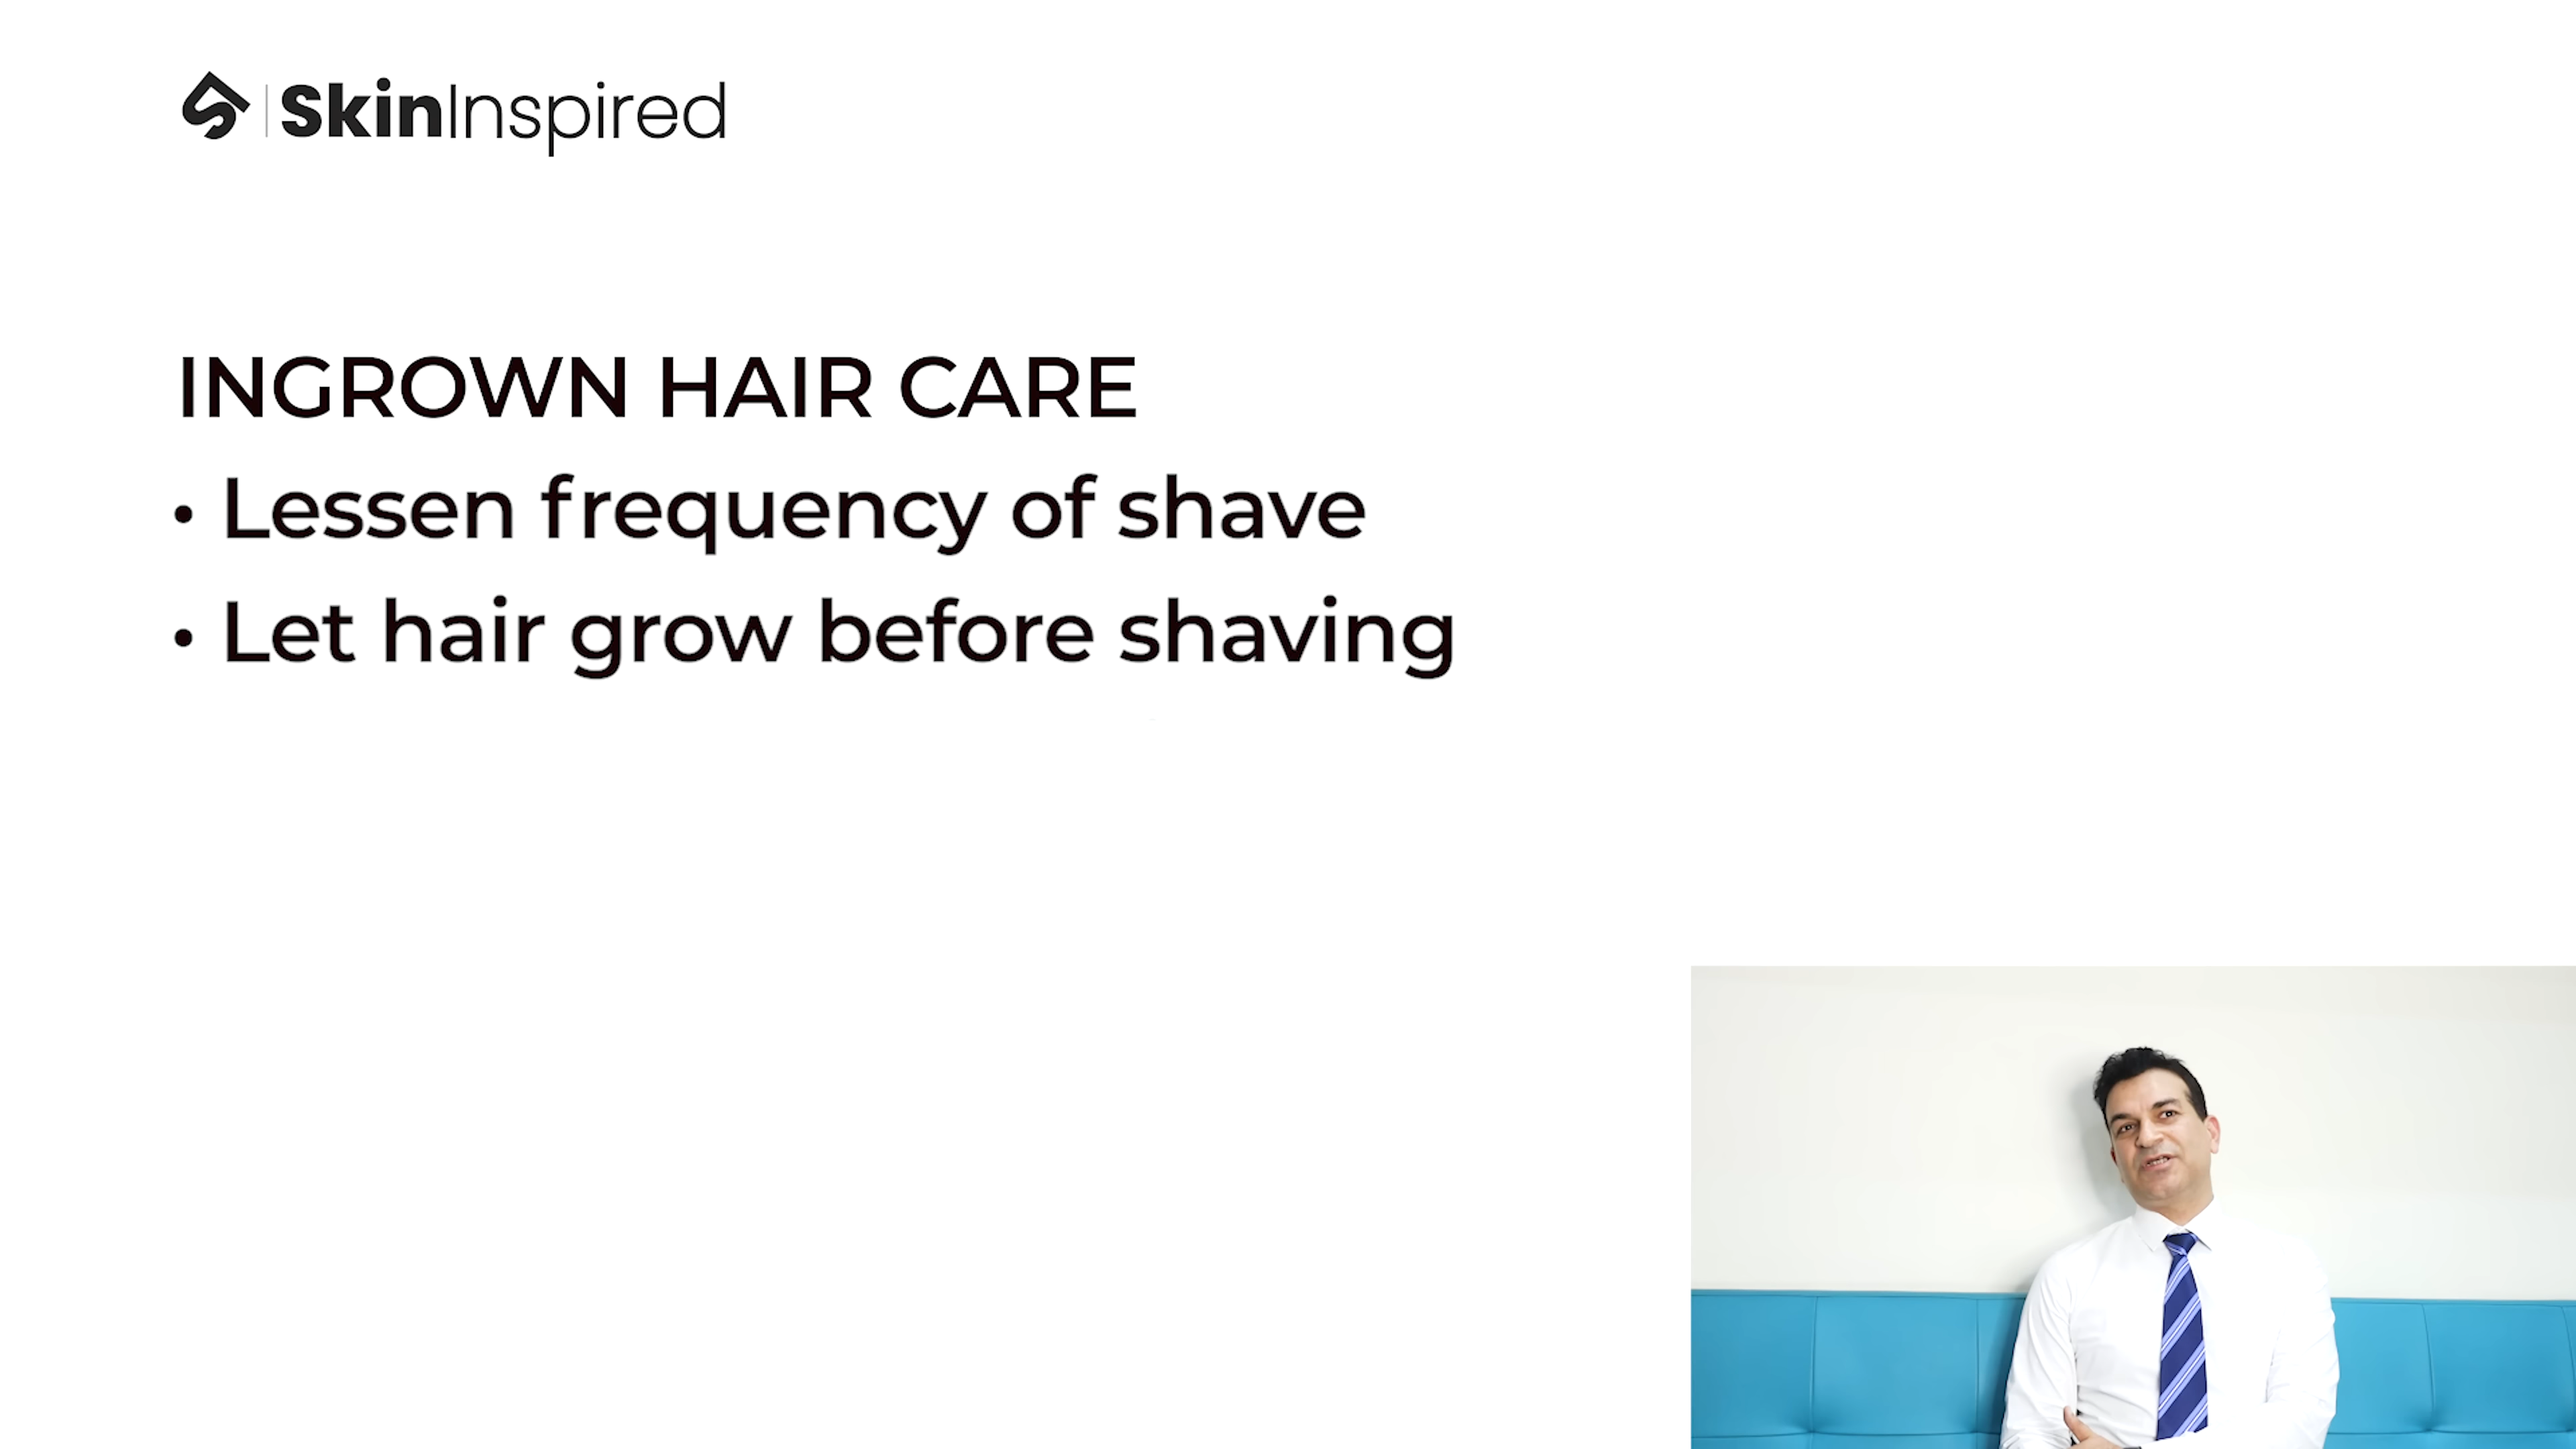 SkinInspired
INGROWN HAIR CARE
• Lessen frequency of shave
• Let hair grow before shaving